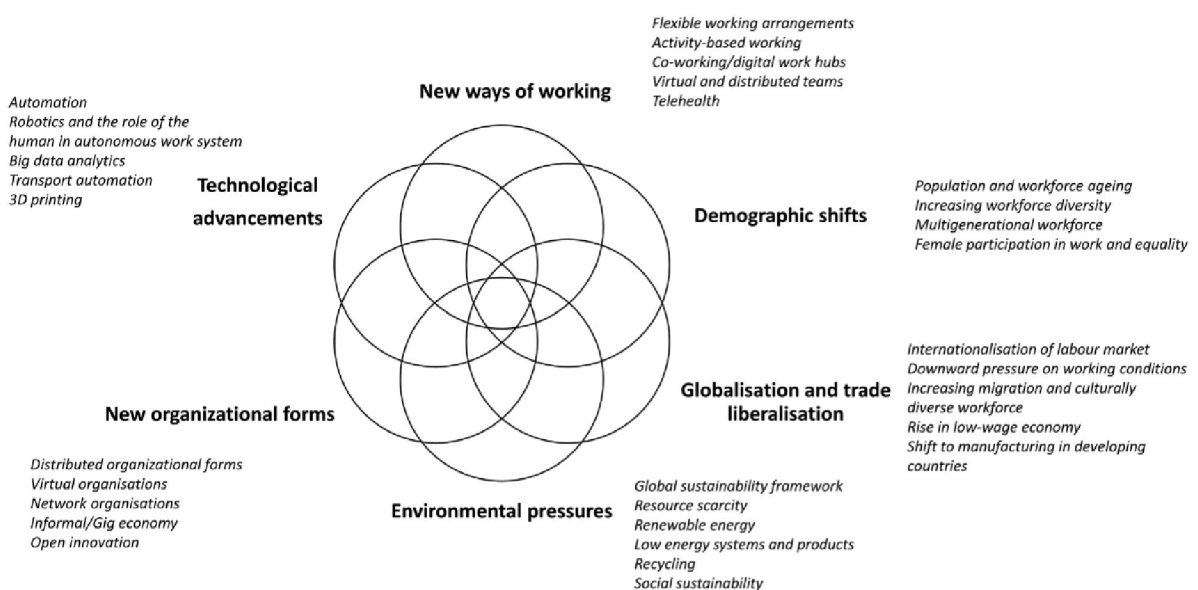 Flexible working arrangements
Activity-based working
Co-working/digital work hubs
Virtual and distributed teams
Telehealth
New ways of working
Automation
Robotics and the role of the
human in autonomous work system
Big data analytics
Transport automation
3D printing
Technological
advancements
Demographic shifts
Population and workforce ageing
Increasing workforce diversity
Multigenerational workforce
Female participation in work and equality
Globalisation and trade
liberalisation
Internationalisation of labour market
Downward pressure on working conditions
Increasing migration and culturally
diverse workforce
Rise in low-wage economy
Shift to manufacturing in developing
countries
New organizational forms
Distributed organizational forms
Virtual organisations
Network organisations
Informal/Gig economy
Open innovation
Environmental pressures
Global sustainability framework
Resource scarcity
Renewable energy
Low energy systems and products
Recycling
Social sustainability